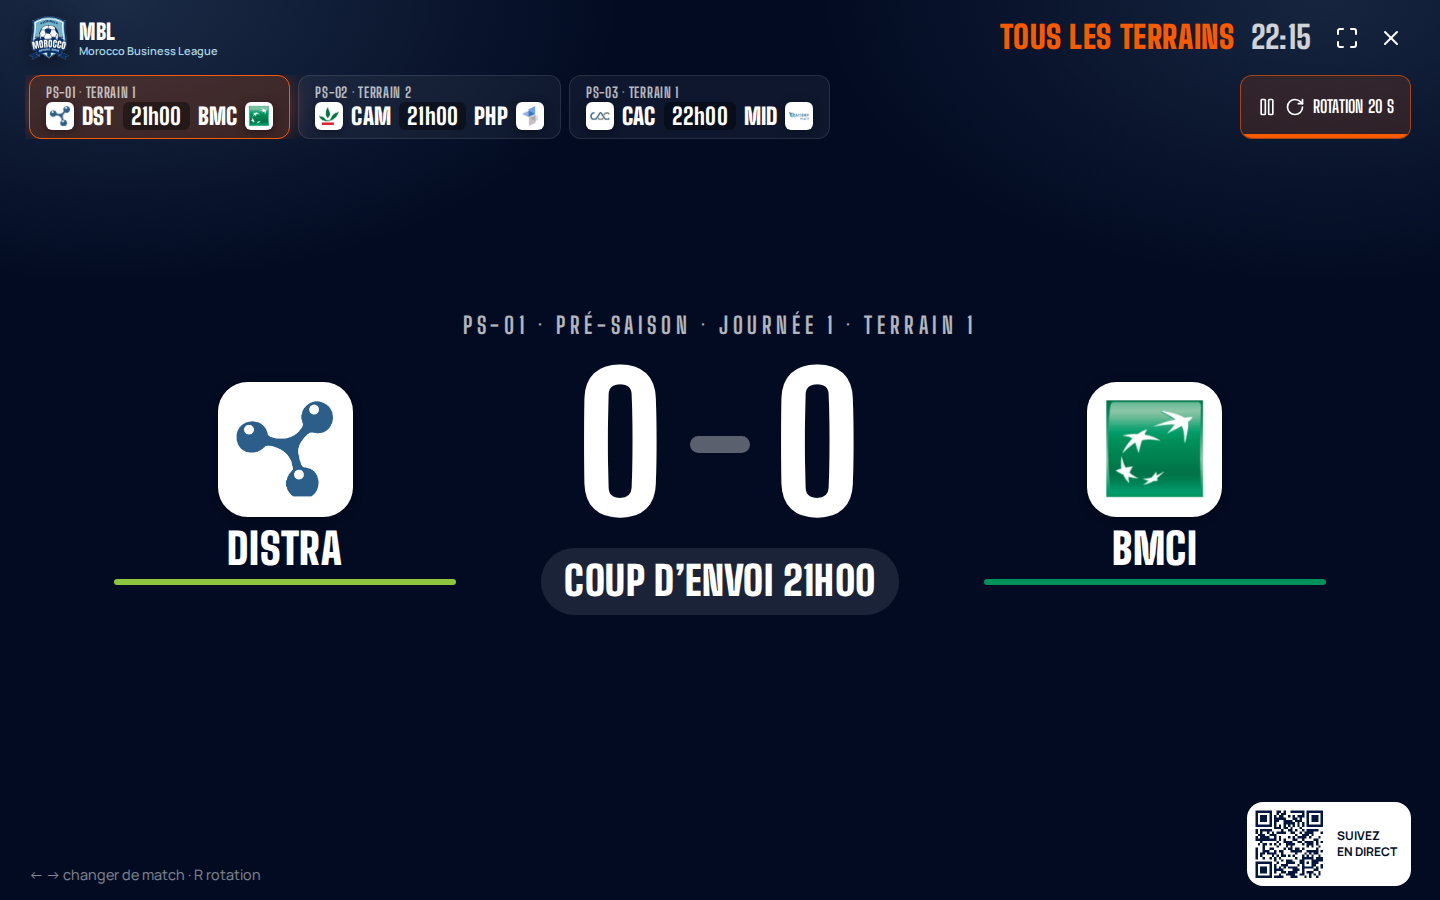 MOROCCO
MBL
Morocco Business League
TOUS LES TERRAINS 22:15
PS-01 · TERRAIN 1
DST 21h00 BMC
PS-02 · TERRAIN 2
CAM 21h00 PHP
PS-03 · TERRAIN 1
CAC 22h00 MID
ROTATION 20 S
PS-01 · PRÉ-SAISON · JOURNÉE 1 · TERRAIN 1
0 – 0
DISTRA
BMCI
COUP D’ENVOI 21H00
SUIVEZ
EN DIRECT
← → changer de match · R rotation